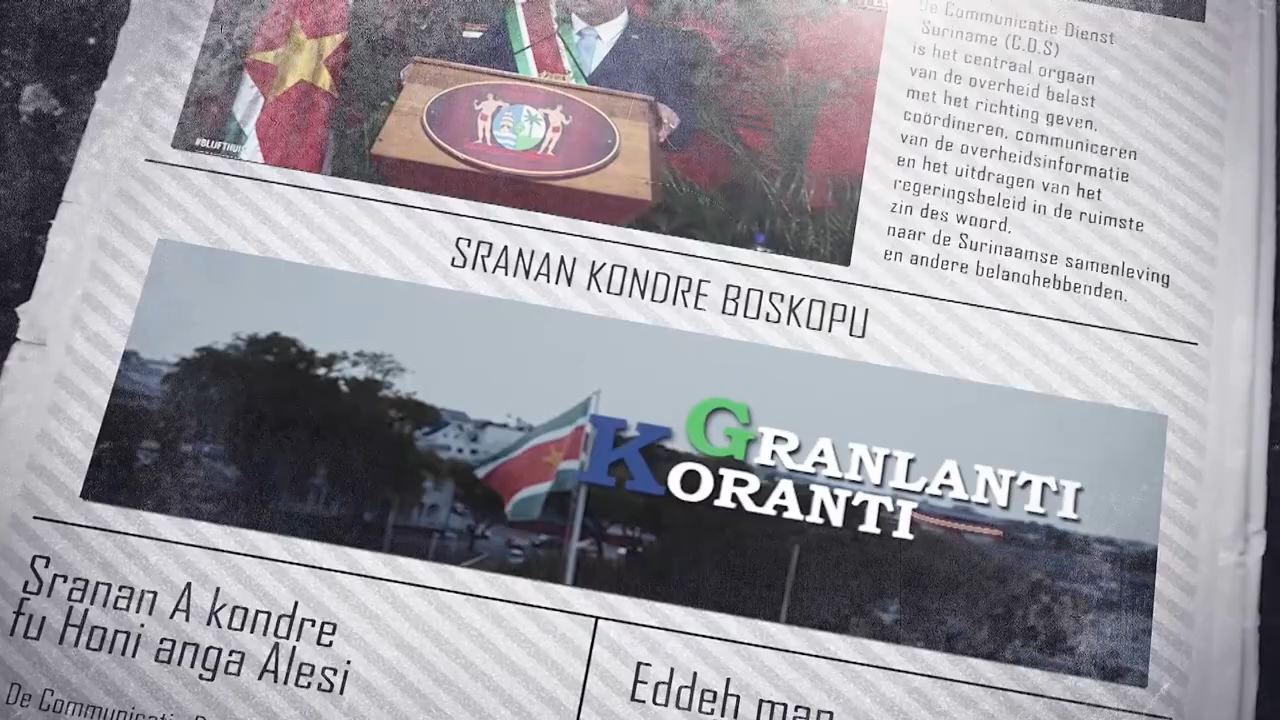 De Communicatie Dienst
Suriname (C.D.S)
is het centraal orgaan
van de overheid belast
met het richting geven,
coördineren, communiceren
van de overheidsinformatie
en het uitdragen van het
regeringsbeleid in de ruimste
zin des woord,
naar de Surinaamse samenleving
en andere belanghebbenden.
SRANAN KONDRE BOSKOPU
GRANLANTI
KORANTI
Sranan A kondre
fu Honi anga Alesi
Eddeh man
De Communicatie